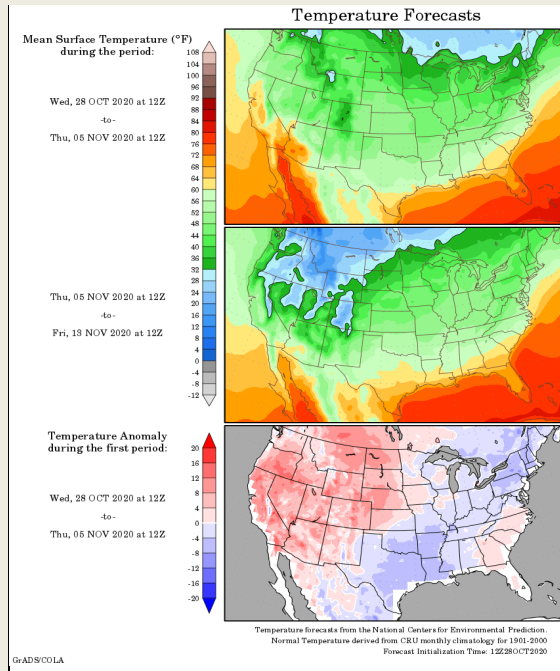 Temperature Forecasts
Mean Surface Temperature (°F)
during the period:
Wed, 28 OCT 2020 at 12Z
-to-
Thu, 05 NOV 2020 at 12Z
108
104
100
96
92
88
84
80
76
72
68
64
60
56
52
48
44
40
36
32
28
24
20
16
12
8
4
0
-4
-8
-12
Thu, 05 NOV 2020 at 12Z
-to-
Fri, 13 NOV 2020 at 12Z
Temperature Anomaly
during the first period:
Wed, 28 OCT 2020 at 12Z
-to-
Thu, 05 NOV 2020 at 12Z
20
16
12
8
4
0
-4
-8
-12
-16
-20
Temperature forecasts from the National Centers for Environmental Prediction.
Normal Temperature derived from CRU monthly climatology for 1901-2000
Forecast Initialization Time: 12Z28OCT2020
GrADS/COLA